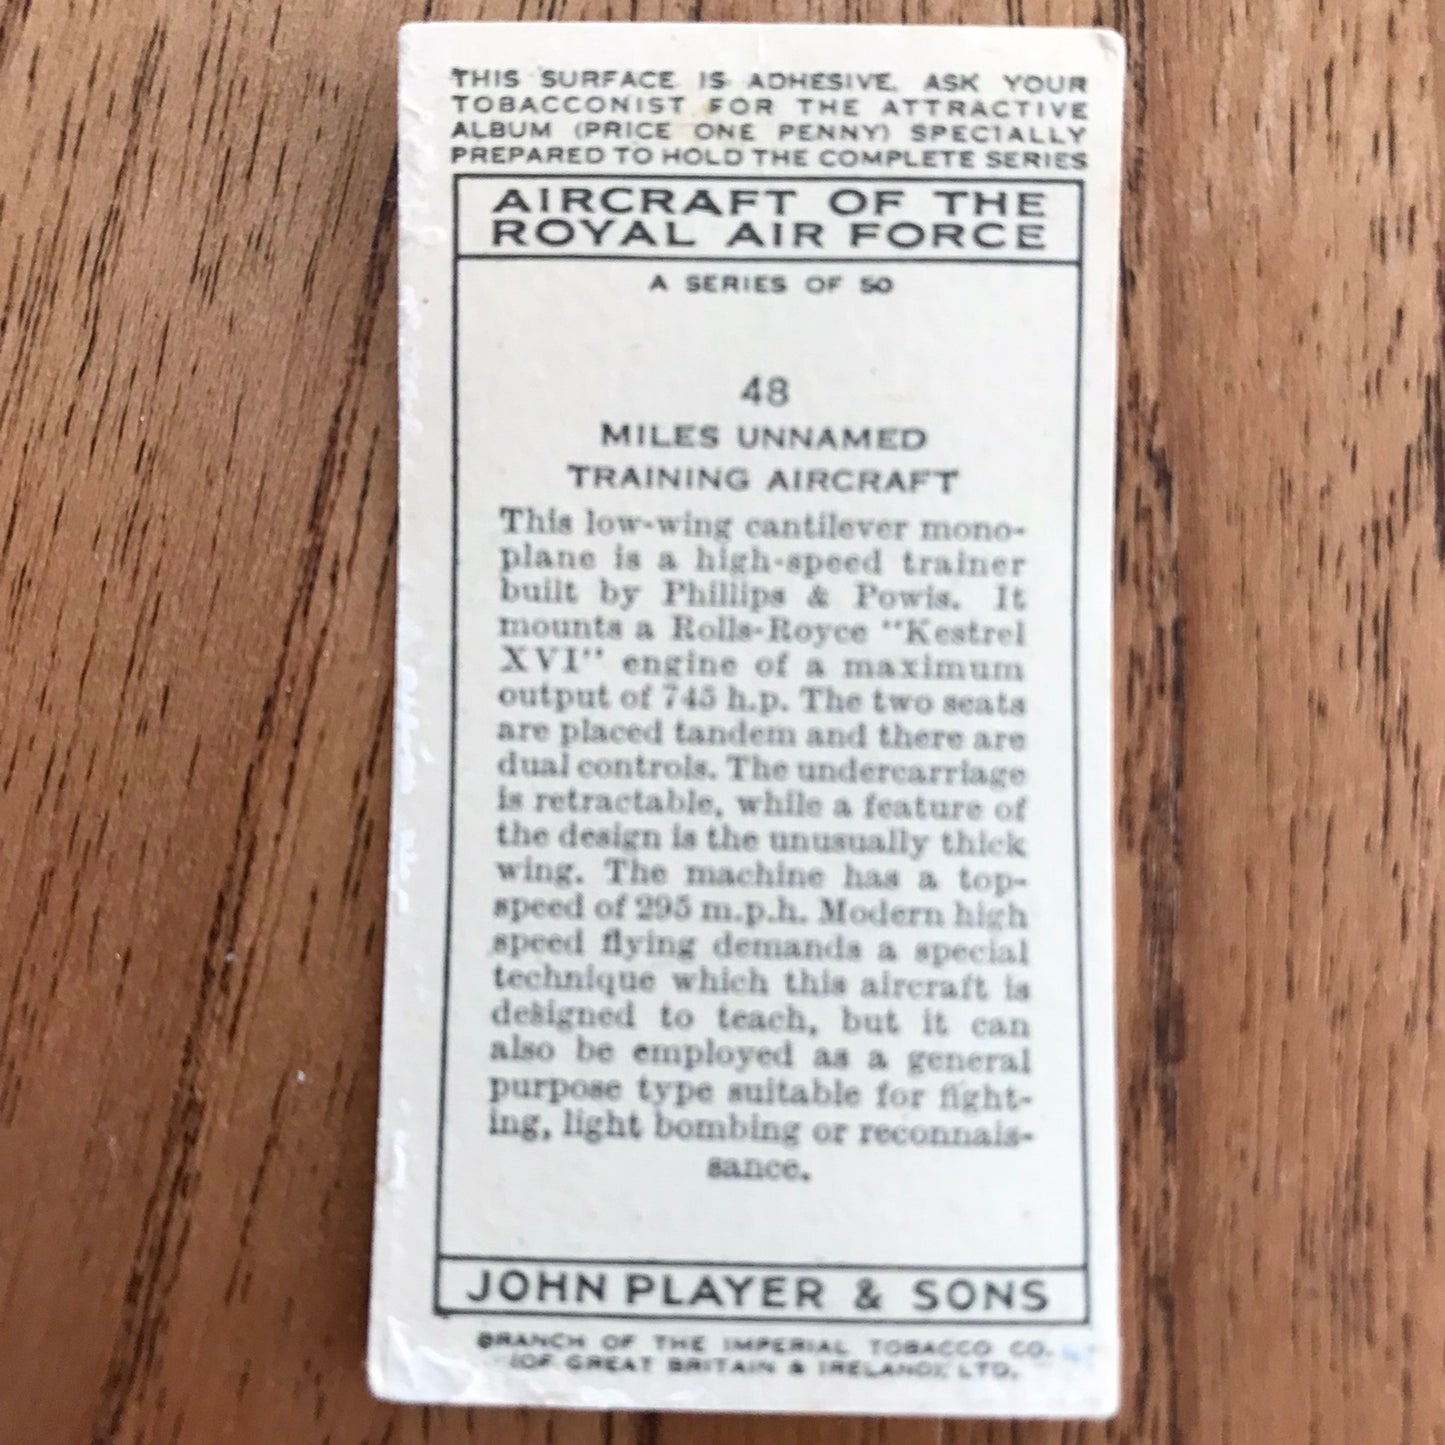 THIS SURFACE IS ADHESIVE. ASK YOUR
TOBACCONIST FOR THE ATTRACTIVE
ALBUM (PRICE ONE PENNY) SPECIALLY
PREPARED TO HOLD THE COMPLETE SERIES
AIRCRAFT OF THE
ROYAL AIR FORCE
A SERIES OF 50
48
MILES UNNAMED
TRAINING AIRCRAFT
This low-wing cantilever mono-
plane is a high-speed trainer
built by Phillips & Powis. It
mounts a Rolls-Royce "Kestrel
XVI" engine of a maximum
output of 745 h.p. The two seats
are placed tandem and there are
dual controls. The undercarriage
is retractable, while a feature of
the design is the unusually thick
wing. The machine has a top-
speed of 295 m.p.h. Modern high
speed flying demands a special
technique which this aircraft is
designed to teach, but it can
also be employed as a general
purpose type suitable for fight-
ing, light bombing or reconnais-
sance.
JOHN PLAYER & SONS
BRANCH OF THE IMPERIAL TOBACCO CO.
(OF GREAT BRITAIN & IRELAND), LTD.